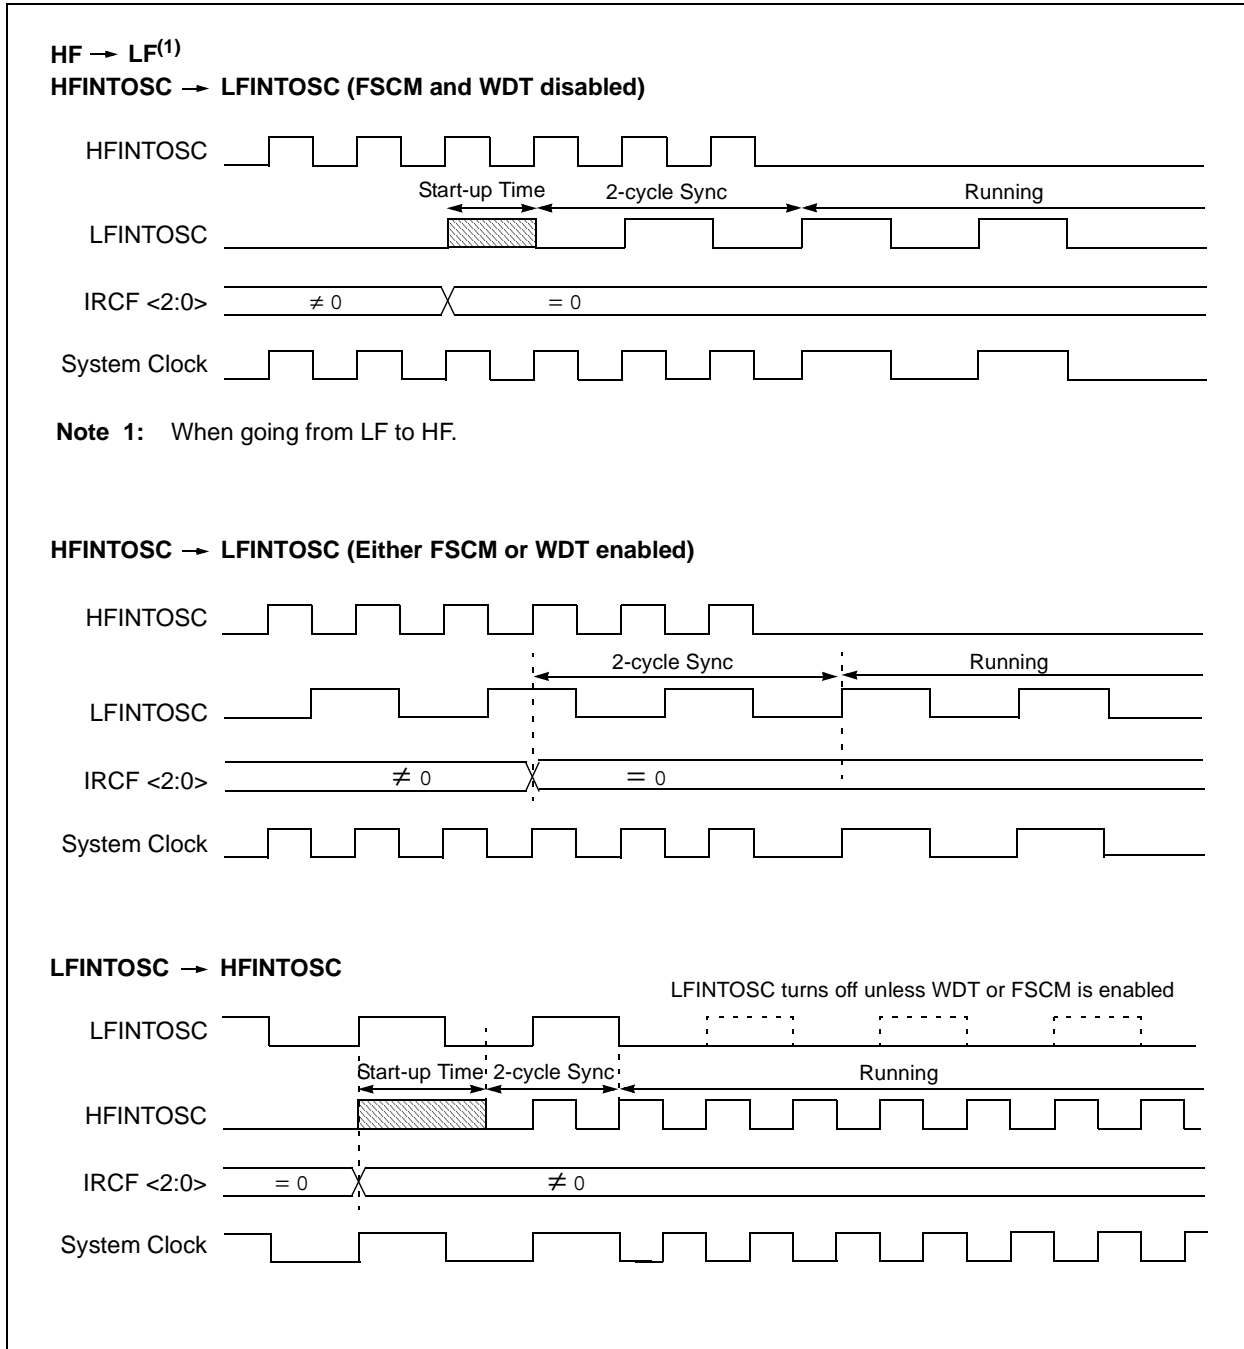 HF → LF(1)
HFINTOSC → LFINTOSC (FSCM and WDT disabled)
HFINTOSC
Start-up Time 2-cycle Sync Running
LFINTOSC
IRCF <2:0> ≠ 0 = 0
System Clock
Note 1: When going from LF to HF.
HFINTOSC → LFINTOSC (Either FSCM or WDT enabled)
HFINTOSC
2-cycle Sync Running
LFINTOSC
IRCF <2:0> ≠ 0 = 0
System Clock
LFINTOSC → HFINTOSC
LFINTOSC turns off unless WDT or FSCM is enabled
LFINTOSC
Start-up Time 2-cycle Sync Running
HFINTOSC
IRCF <2:0> = 0 ≠ 0
System Clock